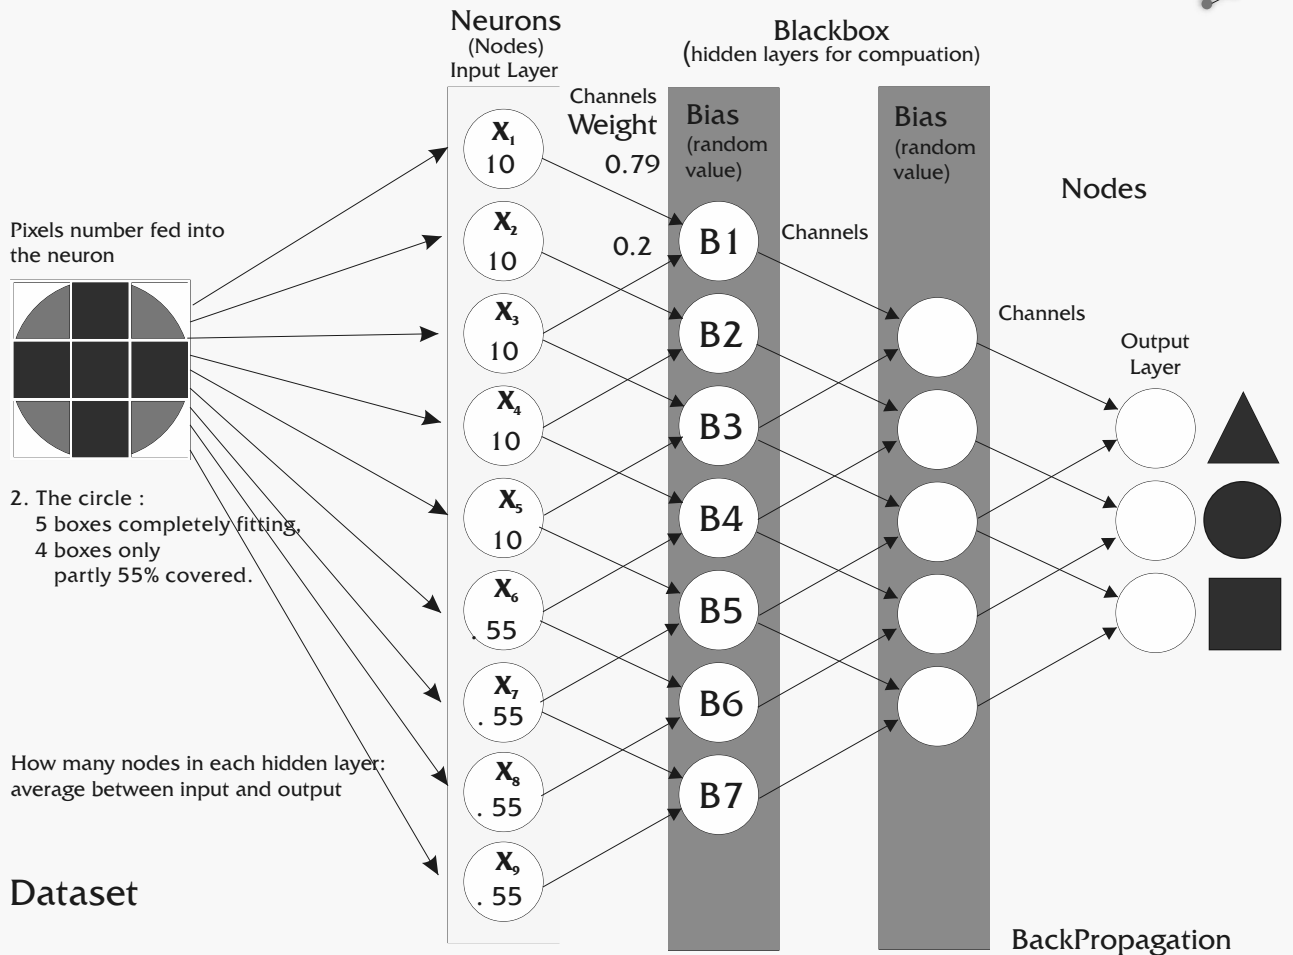 Neurons
(Nodes)
Input Layer
Blackbox
(hidden layers for compuation)
Channels
Weight
0.79
0.2
Bias
(random
value)
Bias
(random
value)
Nodes
Pixels number fed into
the neuron
X₁
10
X₂
10
X₃
10
X₄
10
X₅
10
X₆
. 55
X₇
. 55
X₈
. 55
X₉
. 55
B1
B2
B3
B4
B5
B6
B7
Channels
Channels
Output
Layer
2. The circle :
5 boxes completely fitting,
4 boxes only
partly 55% covered.
How many nodes in each hidden layer:
average between input and output
Dataset
BackPropagation